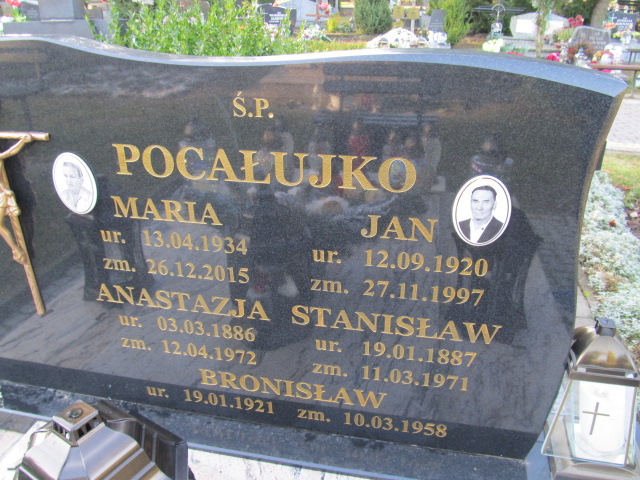 Ś.P.
POCAŁUJKO
MARIA
ur. 13.04.1934
zm. 26.12.2015
JAN
ur. 12.09.1920
zm. 27.11.1997
ANASTAZJA
ur. 03.03.1886
zm. 12.04.1972
STANISŁAW
ur. 19.01.1887
zm. 11.03.1971
BRONISŁAW
ur. 19.01.1921 zm. 10.03.1958